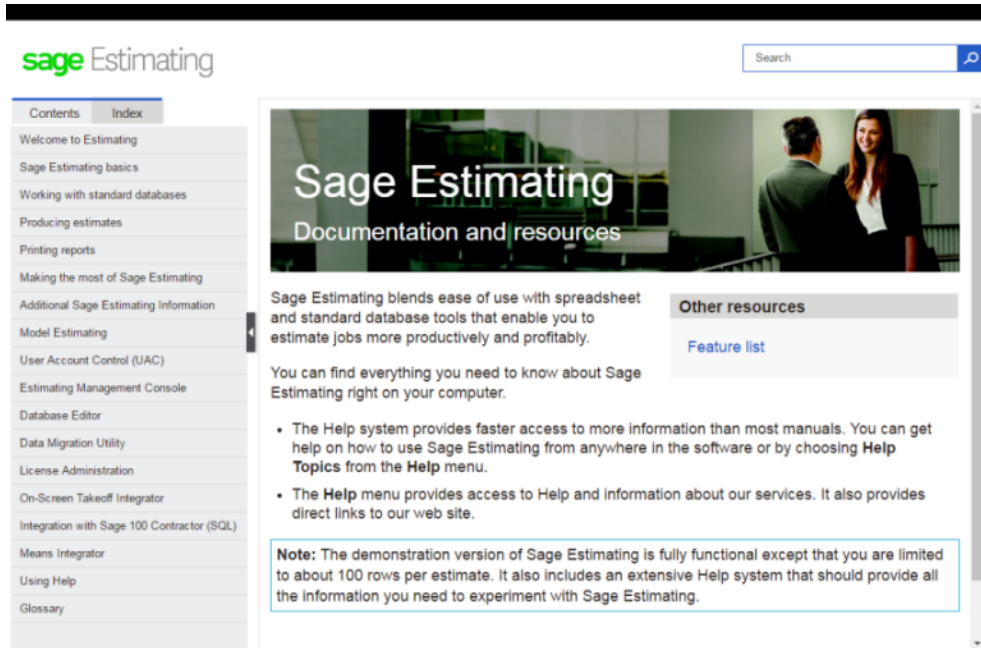 sage Estimating
Search
Contents
Index
Welcome to Estimating
Sage Estimating basics
Working with standard databases
Producing estimates
Printing reports
Making the most of Sage Estimating
Additional Sage Estimating Information
Model Estimating
User Account Control (UAC)
Estimating Management Console
Database Editor
Data Migration Utility
License Administration
On-Screen Takeoff Integrator
Integration with Sage 100 Contractor (SQL)
Means Integrator
Using Help
Glossary
Sage Estimating
Documentation and resources
Sage Estimating blends ease of use with spreadsheet
and standard database tools that enable you to
estimate jobs more productively and profitably.
Other resources
Feature list
You can find everything you need to know about Sage
Estimating right on your computer.
• The Help system provides faster access to more information than most manuals. You can get
help on how to use Sage Estimating from anywhere in the software or by choosing Help
Topics from the Help menu.
• The Help menu provides access to Help and information about our services. It also provides
direct links to our web site.
Note: The demonstration version of Sage Estimating is fully functional except that you are limited
to about 100 rows per estimate. It also includes an extensive Help system that should provide all
the information you need to experiment with Sage Estimating.